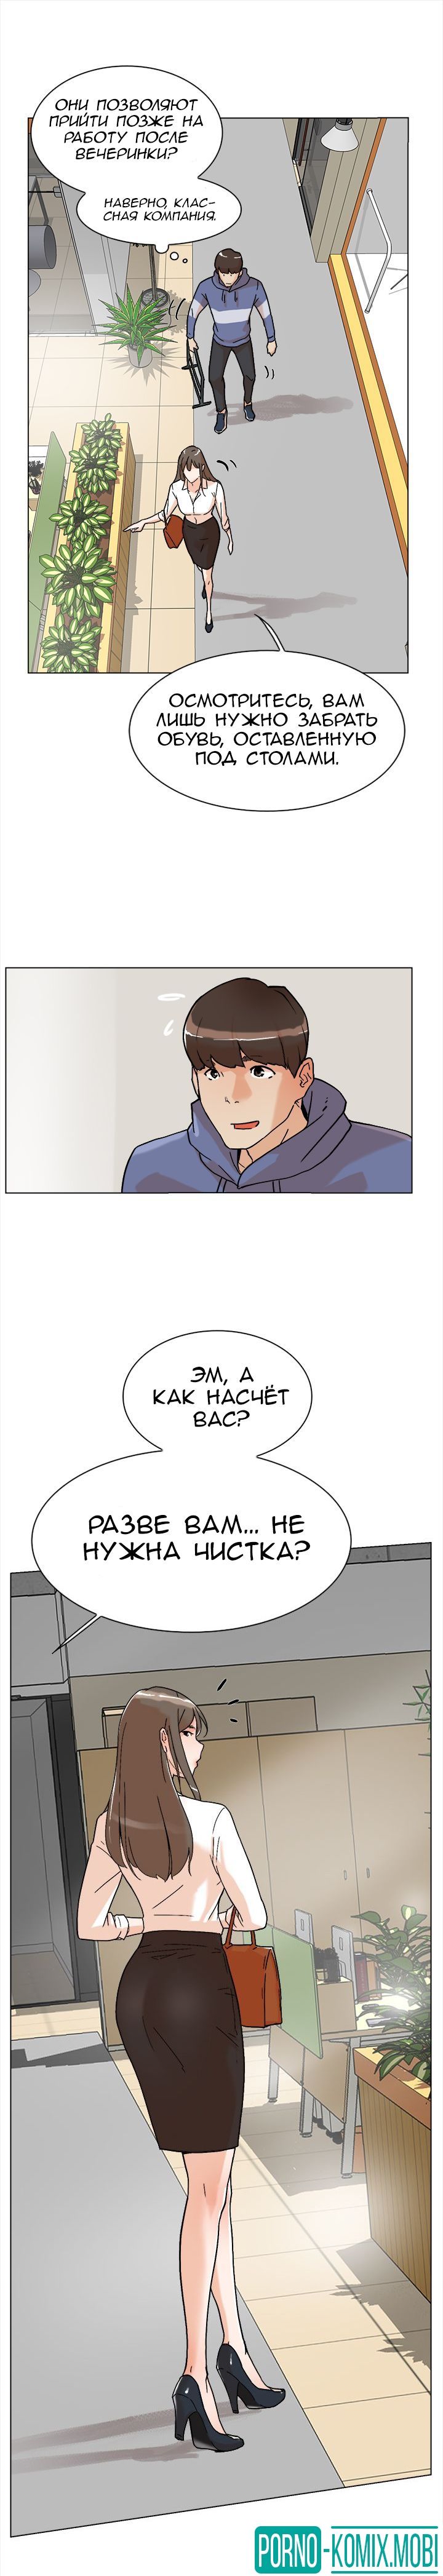 ОНИ ПОЗВОЛЯЮТ
ПРИЙТИ ПОЗЖЕ НА
РАБОТУ ПОСЛЕ
ВЕЧЕРИНКИ?
НАВЕРНО, КЛАС-
СНАЯ КОМПАНИЯ.
ОСМОТРИТЕСЬ, ВАМ
ЛИШЬ НУЖНО ЗАБРАТЬ
ОБУВЬ, ОСТАВЛЕННУЮ
ПОД СТОЛАМИ.
ЭМ, А
КАК НАСЧЁТ
ВАС?
РАЗВЕ ВАМ... НЕ
НУЖНА ЧИСТКА?
PORNO-KOMIX.MOBI